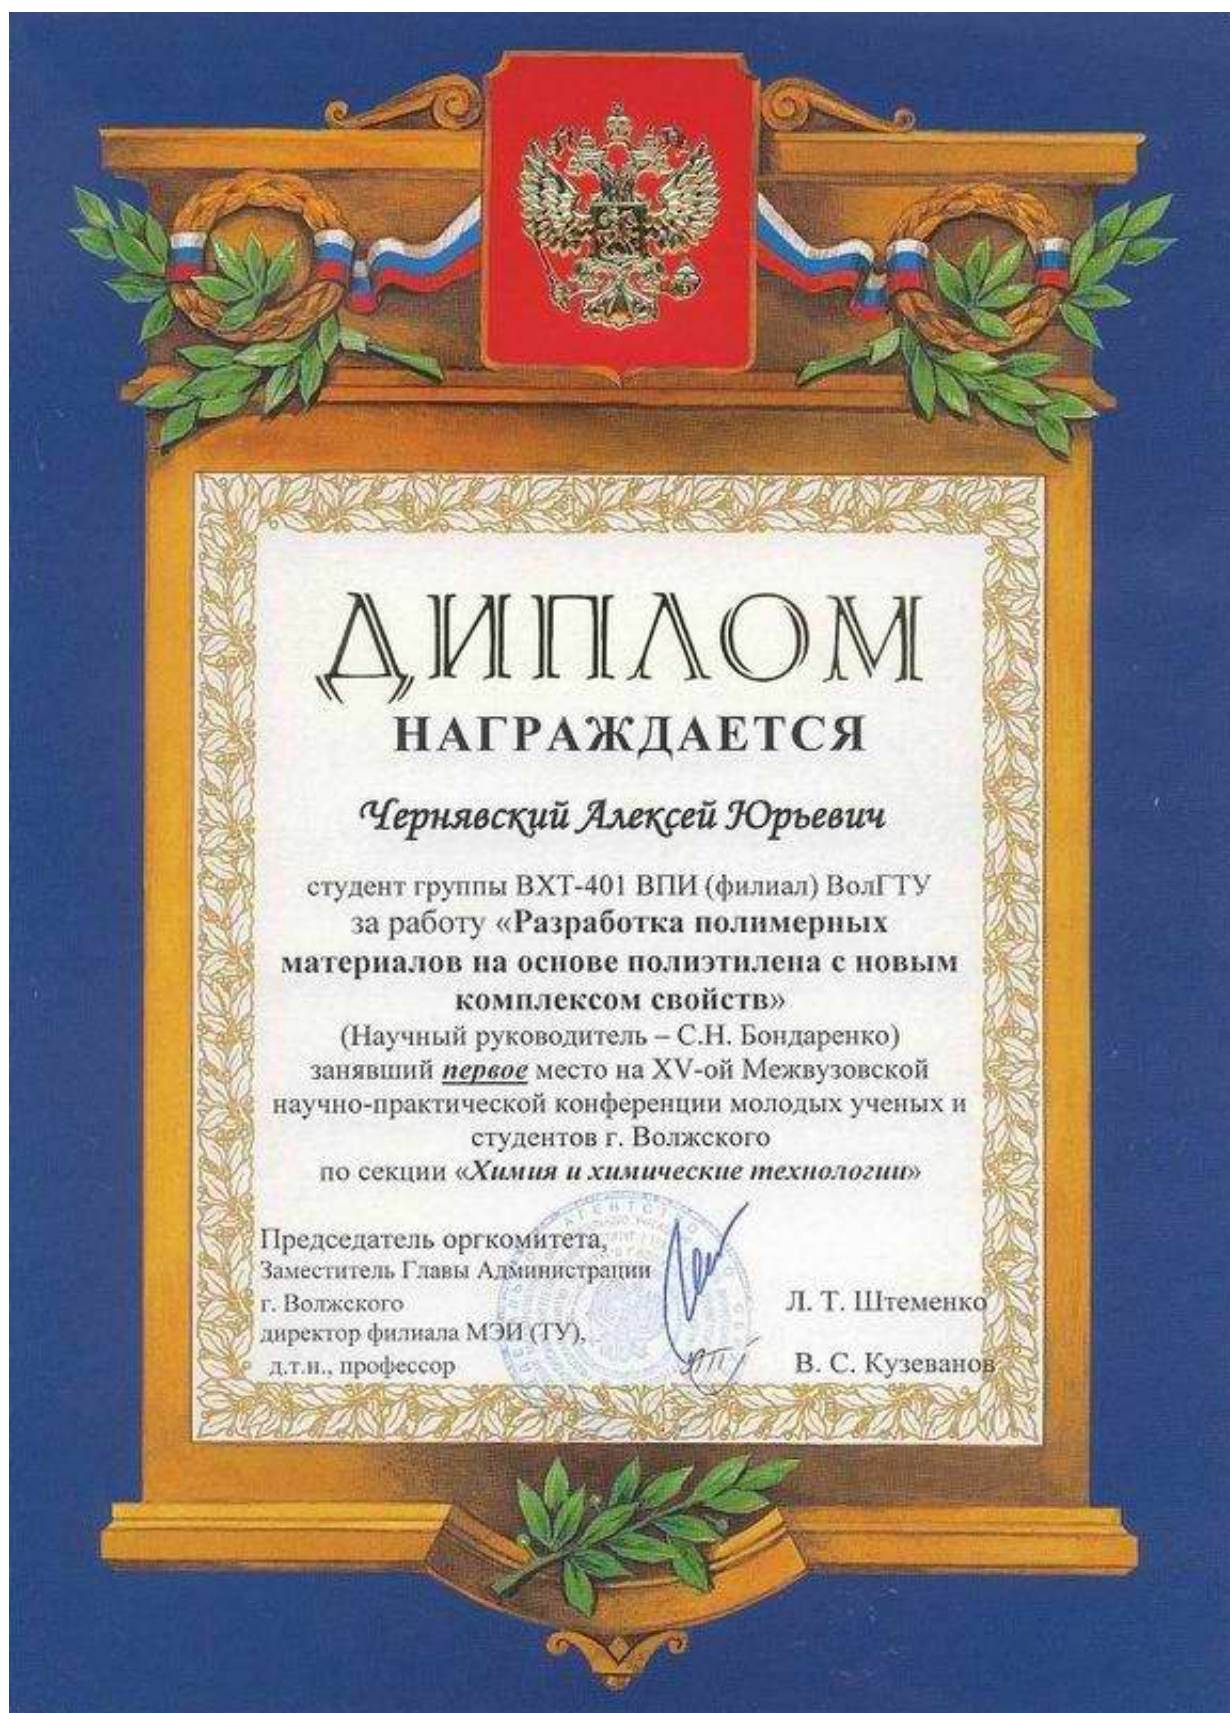 ДИПЛОМ
НАГРАЖДАЕТСЯ
Чернявский Алексей Юрьевич
студент группы ВХТ-401 ВПИ (филиал) ВолГТУ
за работу «Разработка полимерных
материалов на основе полиэтилена с новым
комплексом свойств»
(Научный руководитель – С.Н. Бондаренко)
занявший первое место на XV-ой Межвузовской
научно-практической конференции молодых ученых и
студентов г. Волжского
по секции «Химия и химические технологии»
Председатель оргкомитета,
Заместитель Главы Администрации
г. Волжского
Л. Т. Штеменко
директор филиала МЭИ (ТУ),
д.т.н., профессор
В. С. Кузеванов